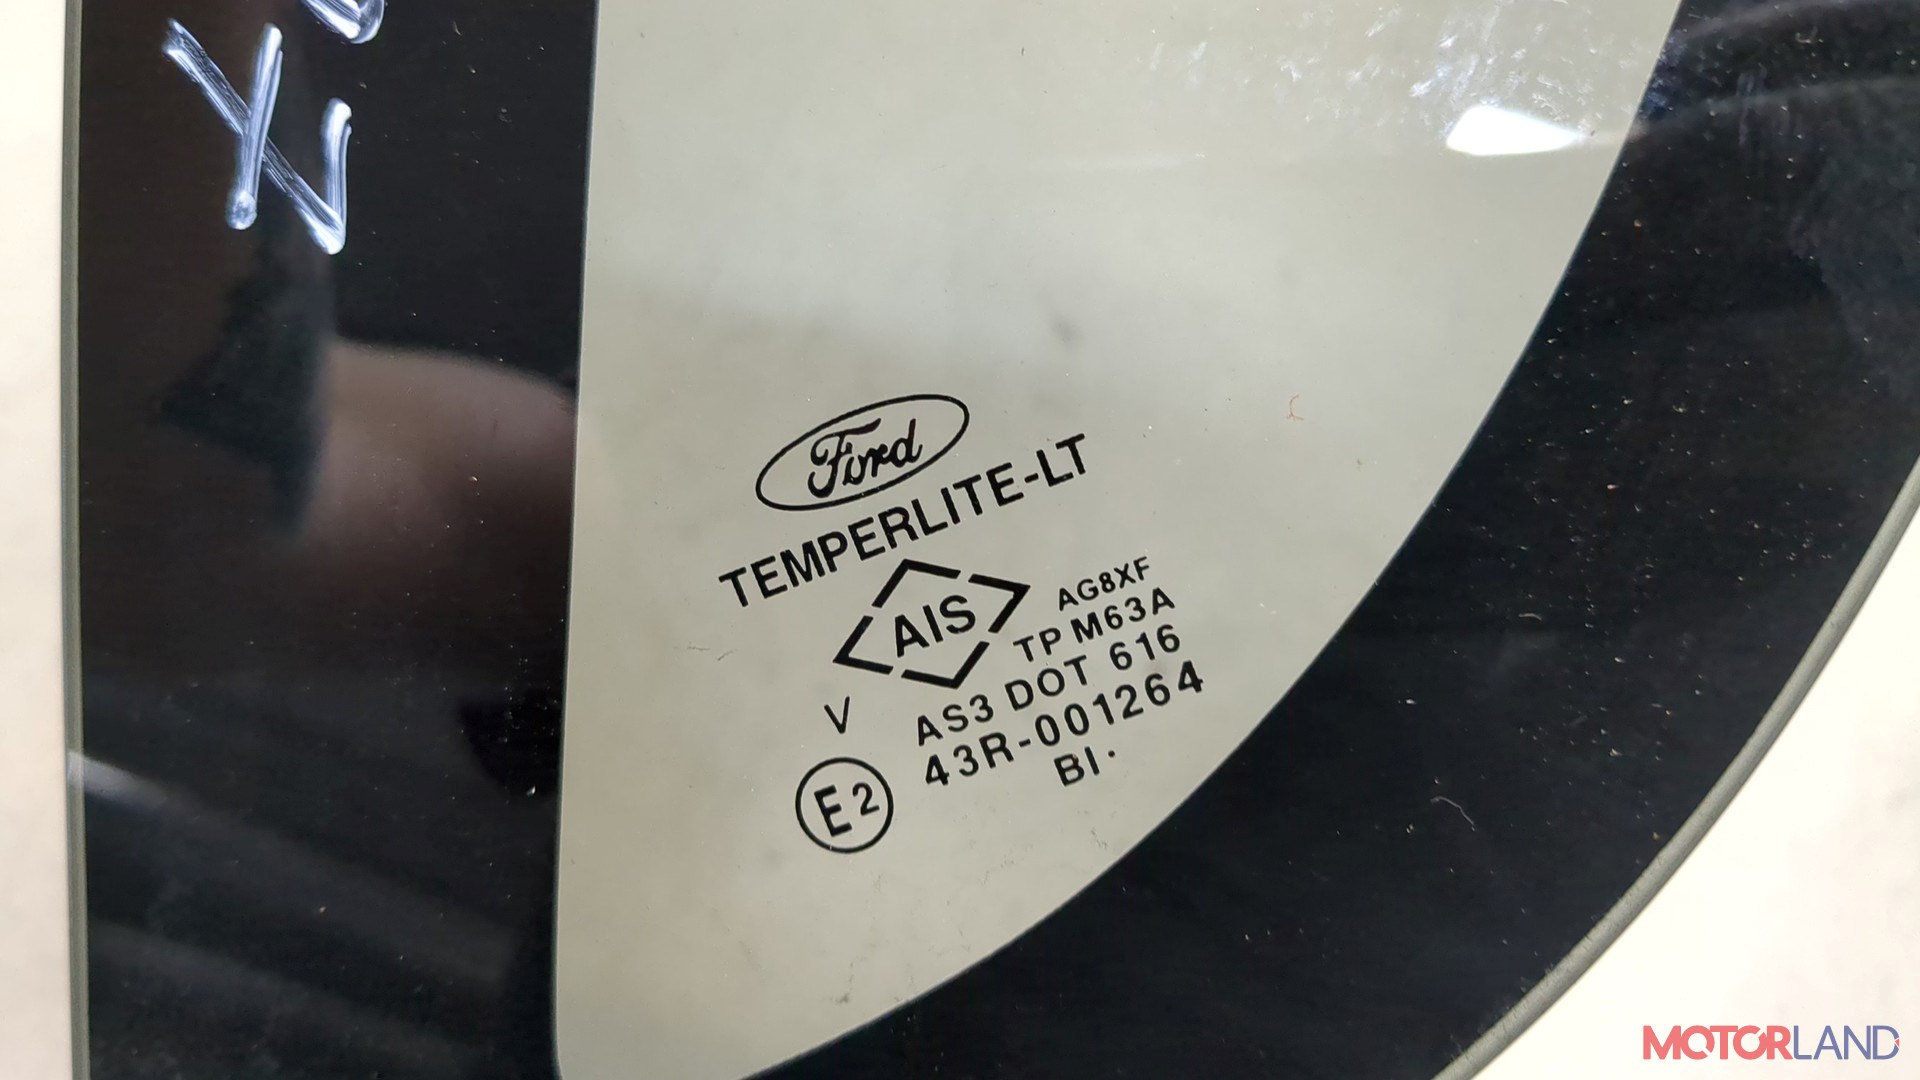 Ford
TEMPERLITE-LT
AIS
AG8XF
TP M63A
V
AS3 DOT 616
43R-001264
E2
BI·
MOTORLAND